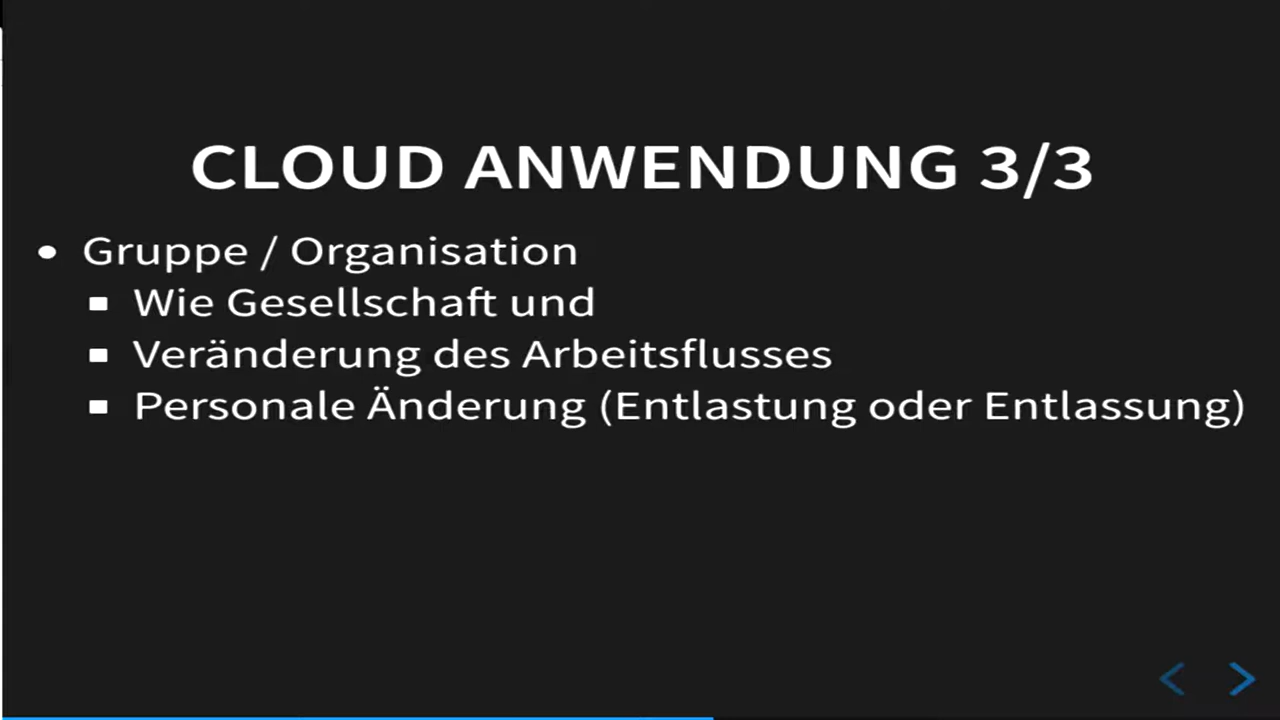 CLOUD ANWENDUNG 3/3
Gruppe / Organisation
Wie Gesellschaft und
Veränderung des Arbeitsflusses
Personale Änderung (Entlastung oder Entlassung)